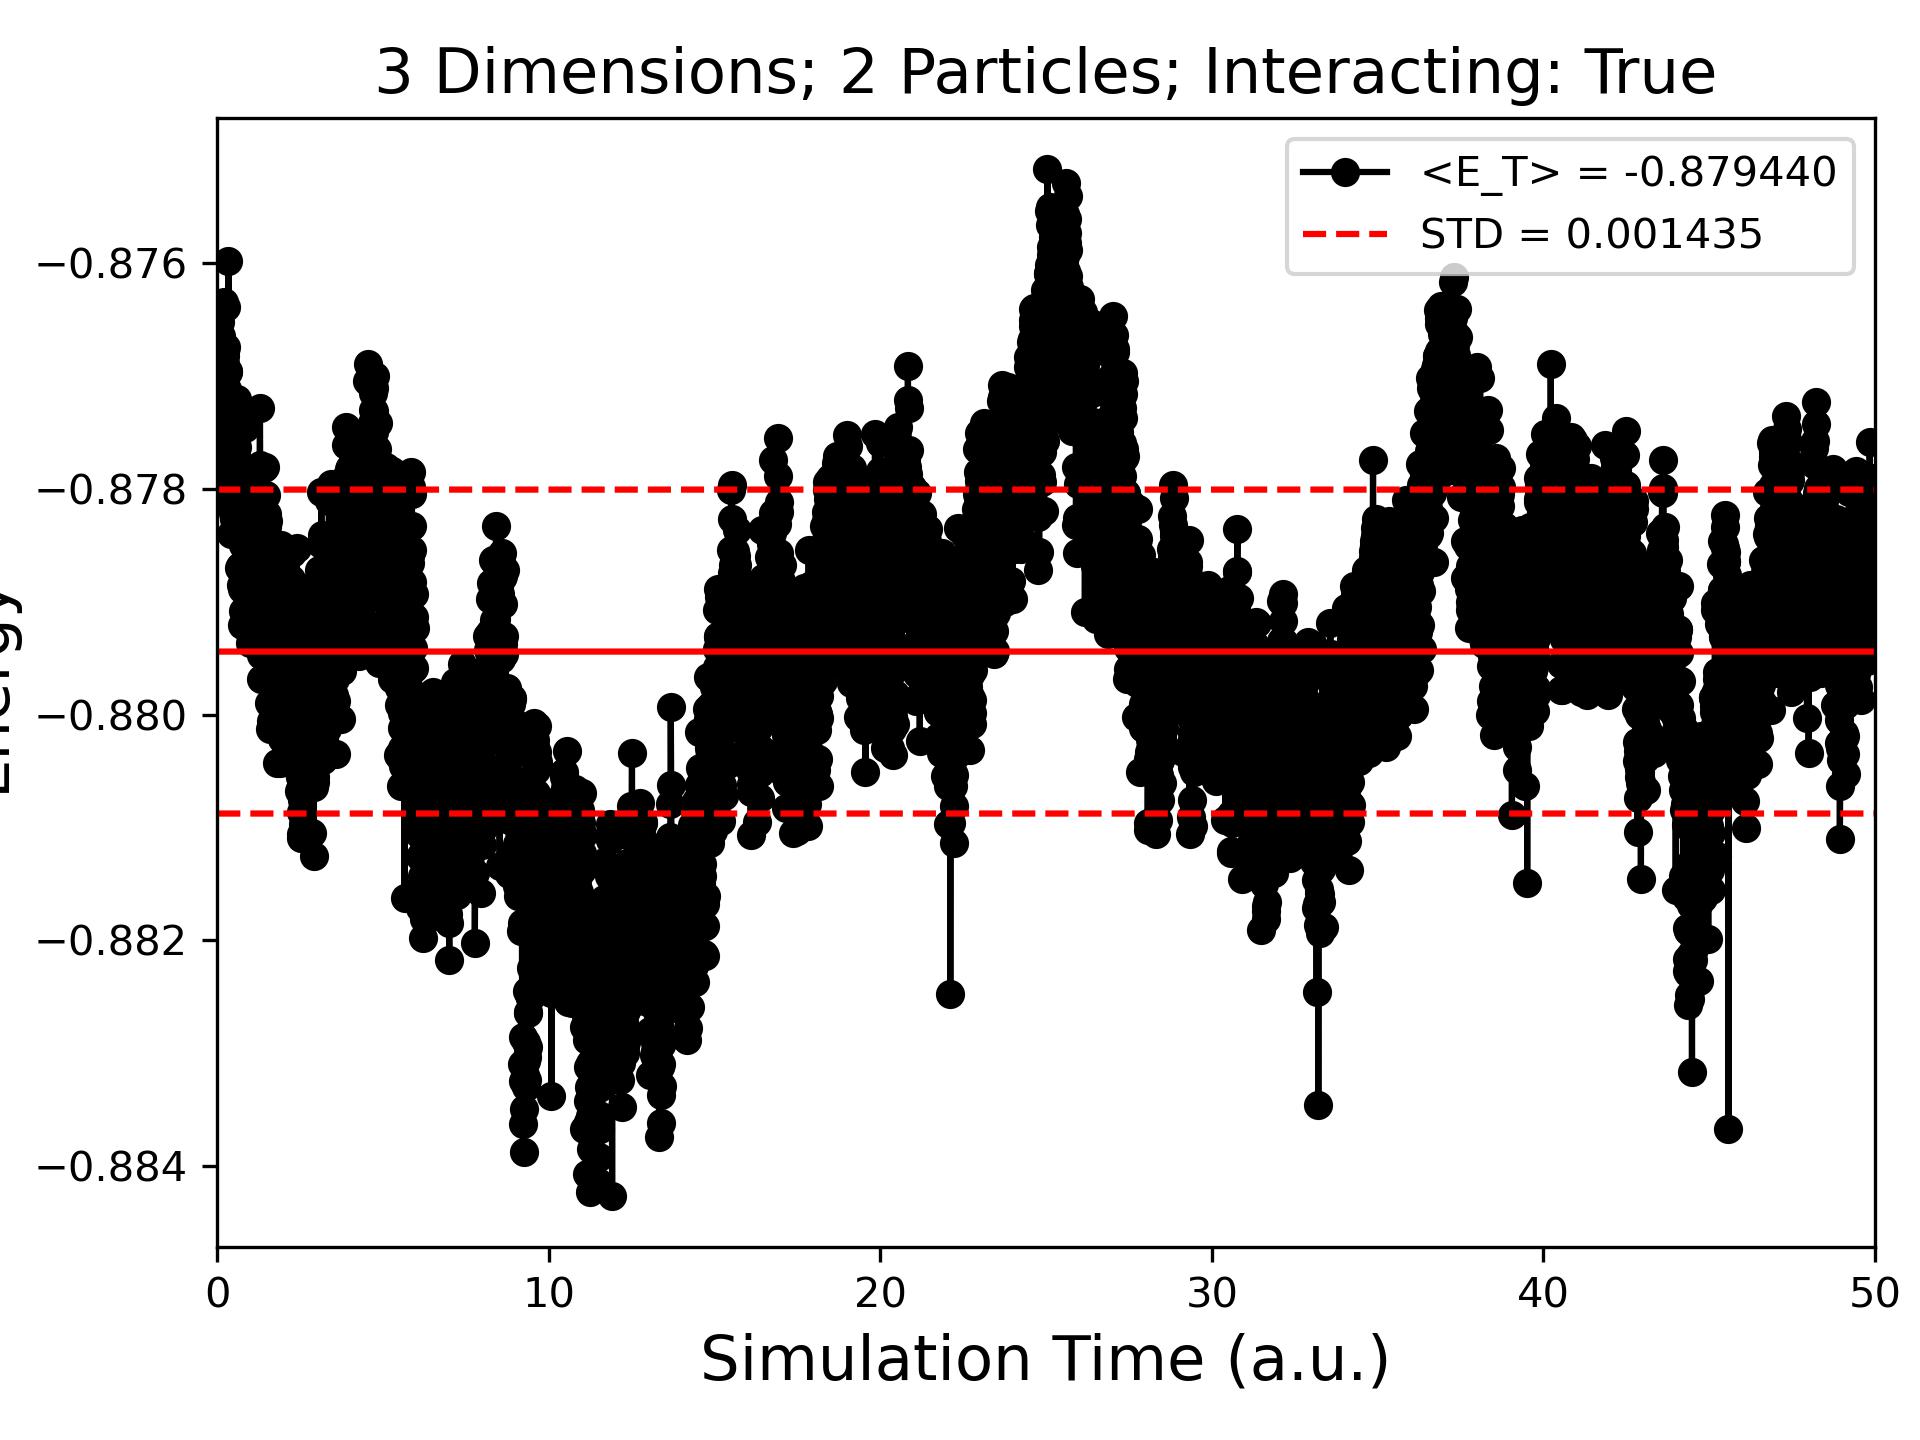 3 Dimensions; 2 Particles; Interacting: True
<E_T> = -0.879440
STD = 0.001435
−0.876
−0.878
−0.880
−0.882
−0.884
Energy
0 10 20 30 40 50
Simulation Time (a.u.)